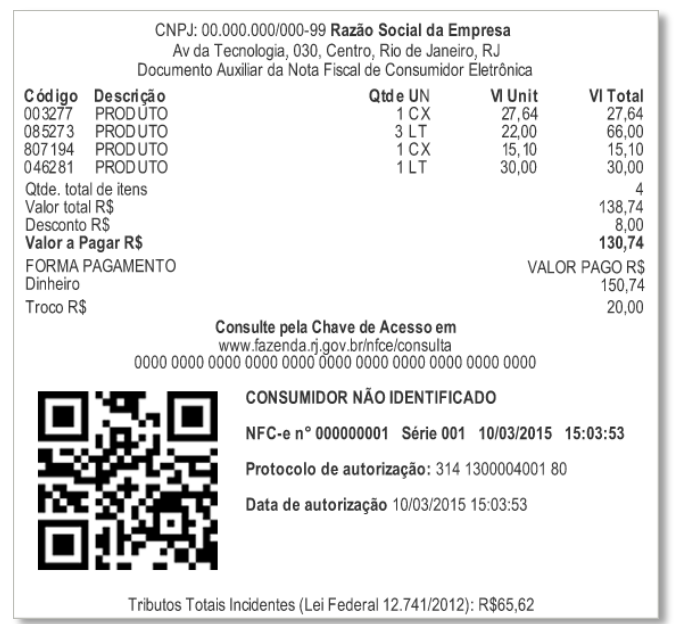 CNPJ: 00.000.000/000-99 Razão Social da Empresa
Av da Tecnologia, 030, Centro, Rio de Janeiro, RJ
Documento Auxiliar da Nota Fiscal de Consumidor Eletrônica
Código Descrição Qtde UN Vl Unit Vl Total
003277 PRODUTO 1 CX 27,64 27,64
085273 PRODUTO 3 LT 22,00 66,00
807194 PRODUTO 1 CX 15,10 15,10
046281 PRODUTO 1 LT 30,00 30,00
Qtde. total de itens 4
Valor total R$ 138,74
Desconto R$ 8,00
Valor a Pagar R$ 130,74
FORMA PAGAMENTO VALOR PAGO R$
Dinheiro 150,74
Troco R$ 20,00
Consulte pela Chave de Acesso em
www.fazenda.rj.gov.br/nfce/consulta
0000 0000 0000 0000 0000 0000 0000 0000 0000 0000 0000
CONSUMIDOR NÃO IDENTIFICADO
NFC-e n° 000000001 Série 001 10/03/2015 15:03:53
Protocolo de autorização: 314 1300004001 80
Data de autorização 10/03/2015 15:03:53
Tributos Totais Incidentes (Lei Federal 12.741/2012): R$65,62